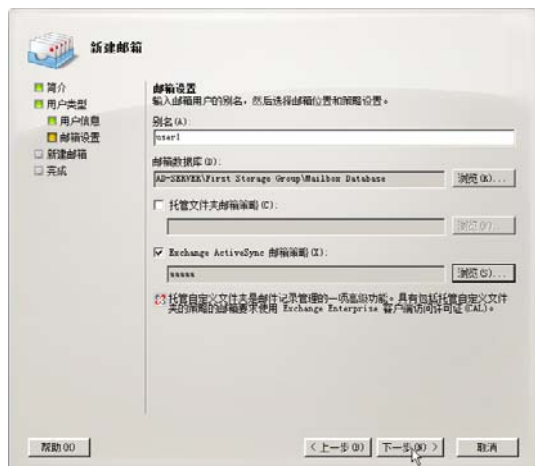 新建邮箱
简介
用户类型
用户信息
邮箱设置
新建邮箱
完成
邮箱设置
输入邮箱用户的别名，然后选择邮箱位置和策略设置。
别名(A):
user1
邮箱数据库(D):
AD-SERVER\First Storage Group\Mailbox Database
浏览(R)...
托管文件夹邮箱策略(C):
浏览(V)...
Exchange ActiveSync 邮箱策略(X):
浏览(S)...
托管自定义文件夹是邮件记录管理的一项高级功能。具有包括托管自定义文件
夹的策略的邮箱要求使用 Exchange Enterprise 客户端访问许可证(CAL)。
帮助(H)
<上一步(B)
下一步(N) >
取消